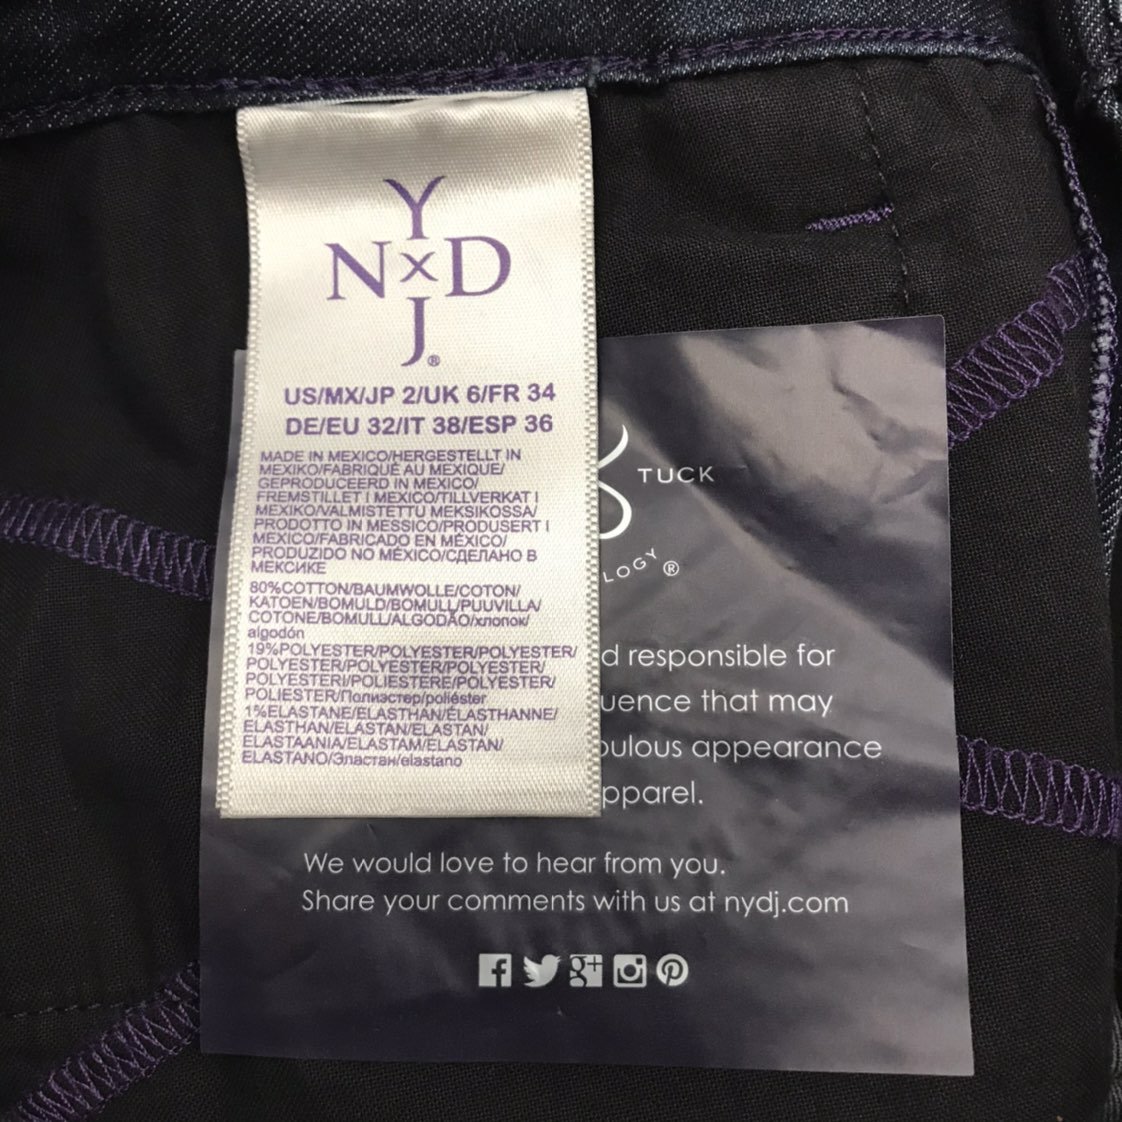 Y
N x D
J®
US/MX/JP 2/UK 6/FR 34
DE/EU 32/IT 38/ESP 36
MADE IN MEXICO/HERGESTELLT IN
MEXIKO/FABRIQUÉ AU MEXIQUE/
GEPRODUCEERD IN MEXICO/
FREMSTILLET I MEXICO/TILLVERKAT I
MEXIKO/VALMISTETTU MEKSIKOSSA/
PRODOTTO IN MESSICO/PRODUSERT I
MEXICO/FABRICADO EN MÉXICO/
PRODUZIDO NO MÉXICO/СДЕЛАНО В
МЕКСИКЕ
80%COTTON/BAUMWOLLE/COTON/
KATOEN/BOMULD/BOMULL/PUUVILLA/
COTONE/BOMULL/ALGODÃO/хлопок/
algodón
19%POLYESTER/POLYESTER/POLYESTER/
POLYESTER/POLYESTER/POLYESTER/
POLYESTERI/POLIESTERE/POLYESTER/
POLIESTER/Полиэстер/poliéster
1%ELASTANE/ELASTHAN/ÉLASTHANNE/
ELASTHAN/ELASTAN/ELASTAN/
ELASTAANIA/ELASTAM/ELASTAN/
ELASTANO/Эластан/elastano
TUCK
LOGY®
d responsible for
uence that may
bulous appearance
pparel.
We would love to hear from you.
Share your comments with us at nydj.com